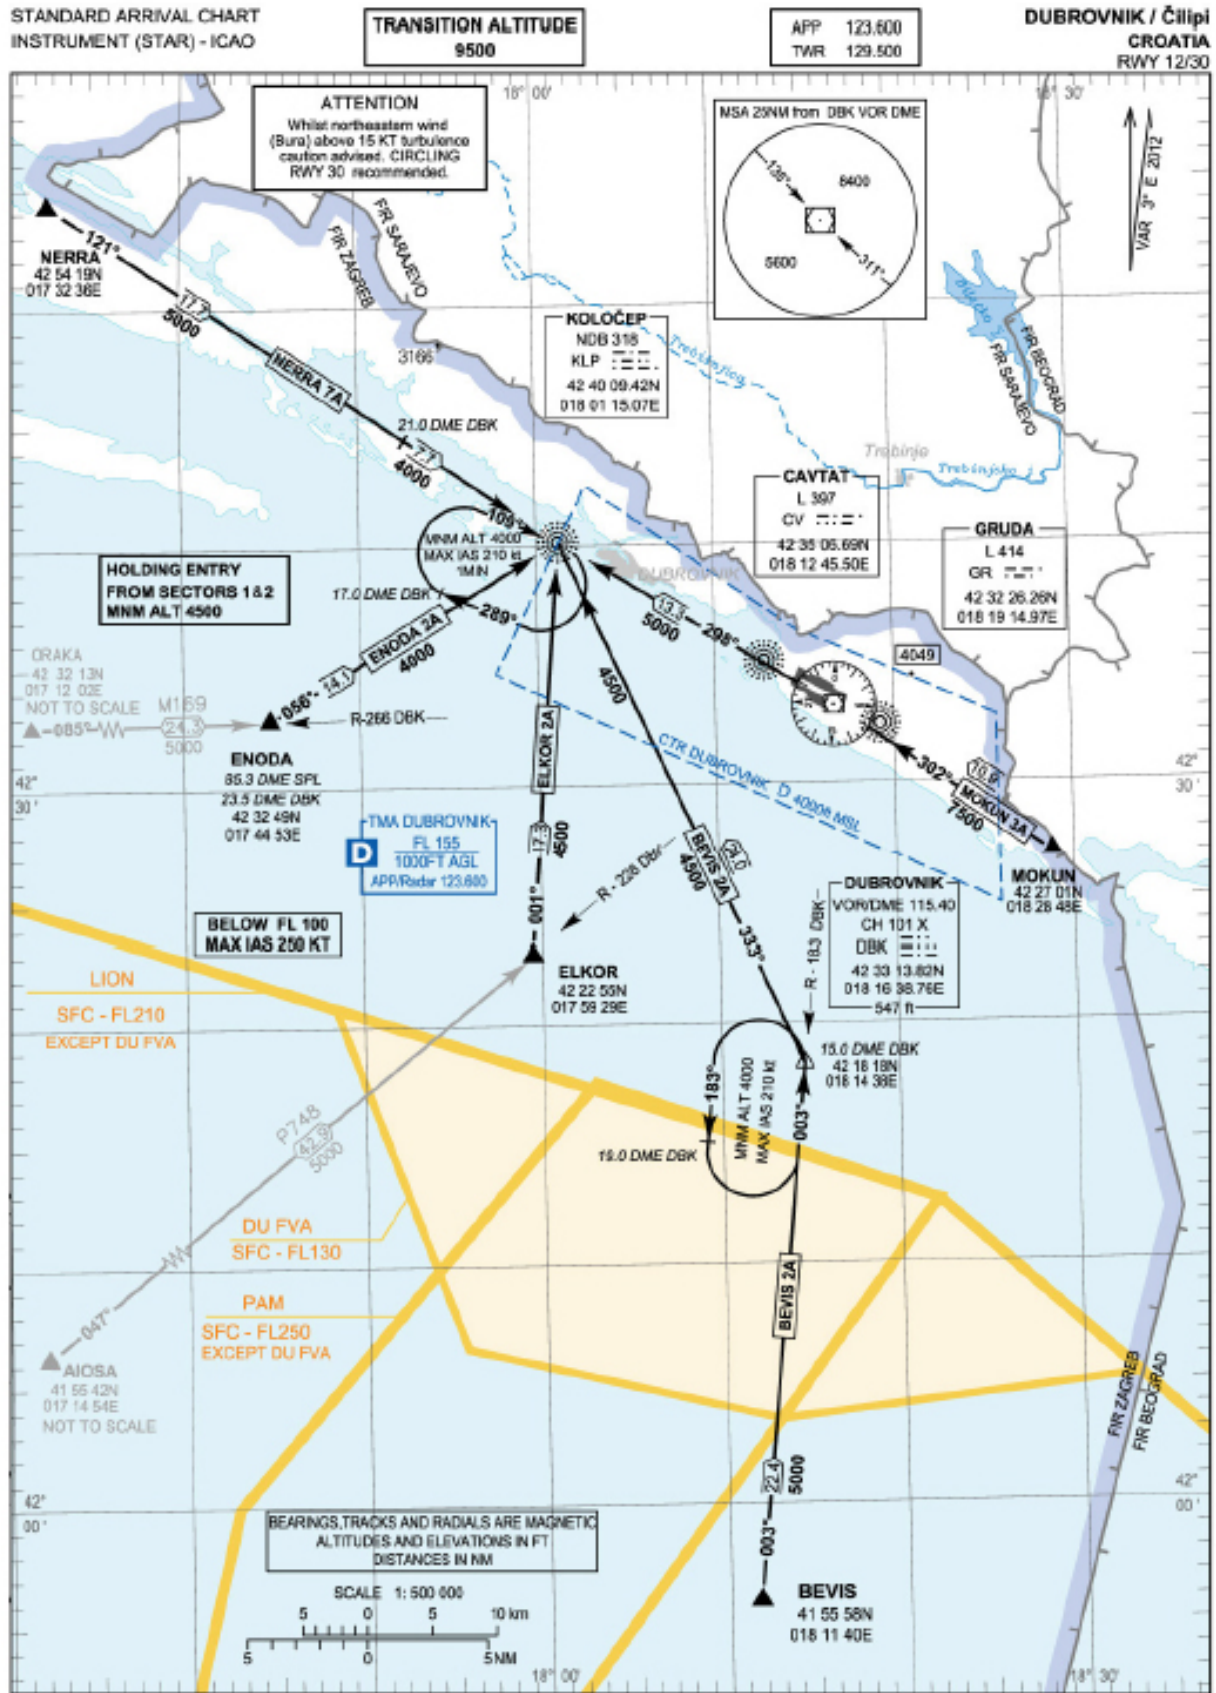 STANDARD ARRIVAL CHART
INSTRUMENT (STAR) - ICAO
TRANSITION ALTITUDE
9500
APP 123.600
TWR 129.500
DUBROVNIK / Čilipi
CROATIA
RWY 12/30
18° 00'
18° 30'
ATTENTION
Whilst northeastern wind
(Bura) above 15 KT turbulence
caution advised. CIRCLING
RWY 30 recommended.
MSA 25NM from DBK VOR DME
136°
8400
5600
311°
VAR 3° E 2012
FIR SARAJEVO
FIR ZAGREB
NERRA
42 54 19N
017 32 36E
121°
17.7
5000
NERRA 7A
3166
21.0 DME DBK
7.7
4000
109°
KOLOČEP
NDB 318
KLP
42 40 09.42N
018 01 15.07E
Trebišnjica
FIR BEOGRAD
FIR SARAJEVO
Trebinje
CAVTAT
L 397
CV
42 35 06.69N
018 12 45.50E
GRUDA
L 414
GR
42 32 26.26N
018 19 14.97E
MNM ALT 4000
MAX IAS 210 kt
1MIN
DUBROVNIK
HOLDING ENTRY
FROM SECTORS 1&2
MNM ALT 4500
17.0 DME DBK
289°
13.3
5000
298°
4049
ORAKA
42 32 13N
017 12 02E
NOT TO SCALE
M169
085°
24.3
5000
056°
14.1
ENODA 2A
4000
R-266 DBK
ENODA
85.3 DME SPL
23.5 DME DBK
42 32 49N
017 44 53E
42°
30'
4500
CTR DUBROVNIK D 4000ft MSL
302°
10.9
MOKUN 3A
7500
42°
30'
MOKUN
42 27 01N
018 28 48E
TMA DUBROVNIK
D
FL 155
1000FT AGL
APP/Radar 123.600
ELKOR 2A
17.3
4500
001°
R - 228 DBK
BEVIS 2A
4500
24.0
333°
DUBROVNIK
VOR/DME 115.40
CH 101 X
DBK
42 33 13.82N
018 16 38.76E
547 ft
R - 183 DBK
BELOW FL 100
MAX IAS 250 KT
ELKOR
42 22 55N
017 59 29E
LION
SFC - FL210
EXCEPT DU FVA
15.0 DME DBK
42 18 18N
018 14 38E
183°
MNM ALT 4000
MAX IAS 210 kt
003°
19.0 DME DBK
P748
42.9
5000
DU FVA
SFC - FL130
PAM
SFC - FL250
EXCEPT DU FVA
047°
AIOSA
41 55 42N
017 14 54E
NOT TO SCALE
BEVIS 2A
FIR ZAGREB
FIR BEOGRAD
22.4
5000
003°
42°
00'
42°
00'
BEARINGS,TRACKS AND RADIALS ARE MAGNETIC
ALTITUDES AND ELEVATIONS IN FT
DISTANCES IN NM
SCALE 1: 500 000
5 0 5 10 km
5 0 5NM
BEVIS
41 55 58N
018 11 40E
18° 00'
18° 30'